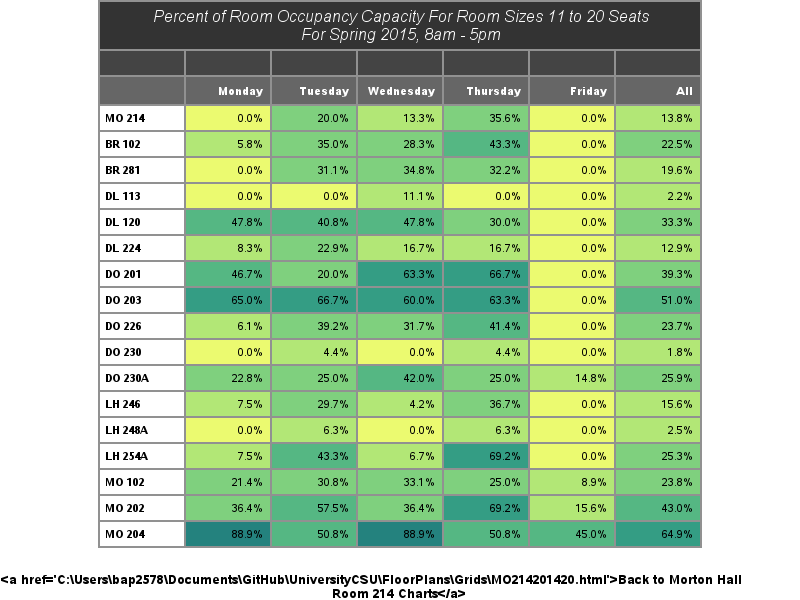 Percent of Room Occupancy Capacity For Room Sizes 11 to 20 Seats
For Spring 2015, 8am - 5pm
Monday Tuesday Wednesday Thursday Friday All
MO 214 0.0% 20.0% 13.3% 35.6% 0.0% 13.8%
BR 102 5.8% 35.0% 28.3% 43.3% 0.0% 22.5%
BR 281 0.0% 31.1% 34.8% 32.2% 0.0% 19.6%
DL 113 0.0% 0.0% 11.1% 0.0% 0.0% 2.2%
DL 120 47.8% 40.8% 47.8% 30.0% 0.0% 33.3%
DL 224 8.3% 22.9% 16.7% 16.7% 0.0% 12.9%
DO 201 46.7% 20.0% 63.3% 66.7% 0.0% 39.3%
DO 203 65.0% 66.7% 60.0% 63.3% 0.0% 51.0%
DO 226 6.1% 39.2% 31.7% 41.4% 0.0% 23.7%
DO 230 0.0% 4.4% 0.0% 4.4% 0.0% 1.8%
DO 230A 22.8% 25.0% 42.0% 25.0% 14.8% 25.9%
LH 246 7.5% 29.7% 4.2% 36.7% 0.0% 15.6%
LH 248A 0.0% 6.3% 0.0% 6.3% 0.0% 2.5%
LH 254A 7.5% 43.3% 6.7% 69.2% 0.0% 25.3%
MO 102 21.4% 30.8% 33.1% 25.0% 8.9% 23.8%
MO 202 36.4% 57.5% 36.4% 69.2% 15.6% 43.0%
MO 204 88.9% 50.8% 88.9% 50.8% 45.0% 64.9%
<a href='C:\Users\bap2578\Documents\GitHub\UniversityCSU\FloorPlans\Grids\MO214201420.html'>Back to Morton Hall
Room 214 Charts</a>